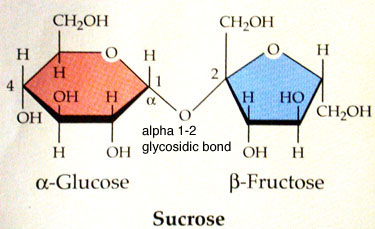 CH₂OH CH₂OH
H O H O H
4 H 1 2
OH H α H HO
OH O CH₂OH
alpha 1-2
H OH glycosidic bond OH H
α-Glucose β-Fructose
Sucrose